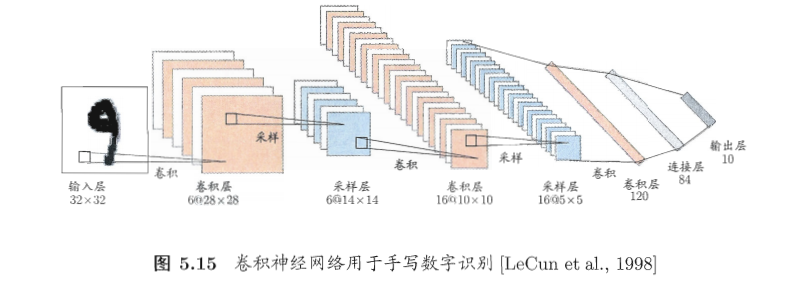 采样
卷积
采样
卷积
卷积
输入层
32×32
卷积层
6@28×28
采样层
6@14×14
卷积层
16@10×10
采样层
16@5×5
卷积层
120
连接层
84
输出层
10
图 5.15 卷积神经网络用于手写数字识别 [LeCun et al., 1998]